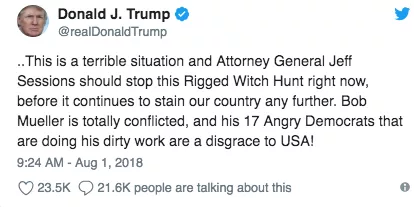 Donald J. Trump
@realDonaldTrump
..This is a terrible situation and Attorney General Jeff
Sessions should stop this Rigged Witch Hunt right now,
before it continues to stain our country any further. Bob
Mueller is totally conflicted, and his 17 Angry Democrats that
are doing his dirty work are a disgrace to USA!
9:24 AM - Aug 1, 2018
23.5K 21.6K people are talking about this